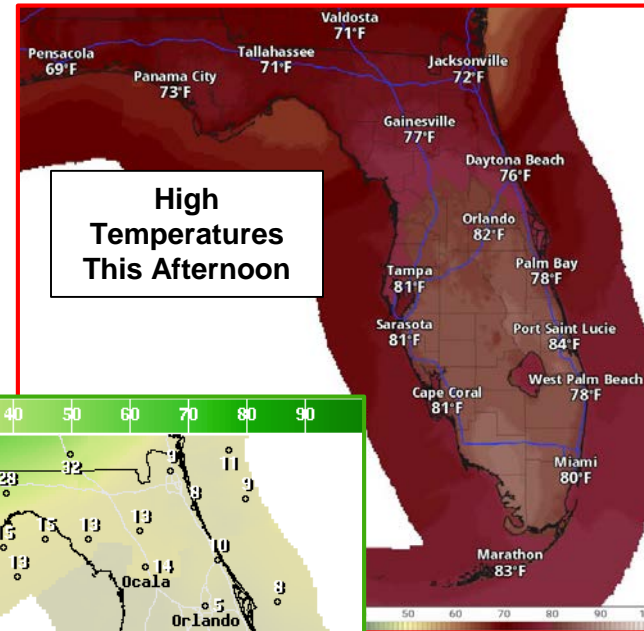 Valdosta
71°F
Pensacola
69°F
Tallahassee
71°F
Jacksonville
72°F
Panama City
73°F
Gainesville
77°F
Daytona Beach
76°F
High
Temperatures
This Afternoon
Orlando
82°F
Tampa
81°F
Palm Bay
78°F
Sarasota
81°F
Port Saint Lucie
84°F
Cape Coral
81°F
West Palm Beach
78°F
Miami
80°F
Marathon
83°F
40 50 60 70 80 90
32
9
11
28
8
9
13
15
13
15
10
13
14
Ocala
8
5
Orlando
50 60 70 80 90 100